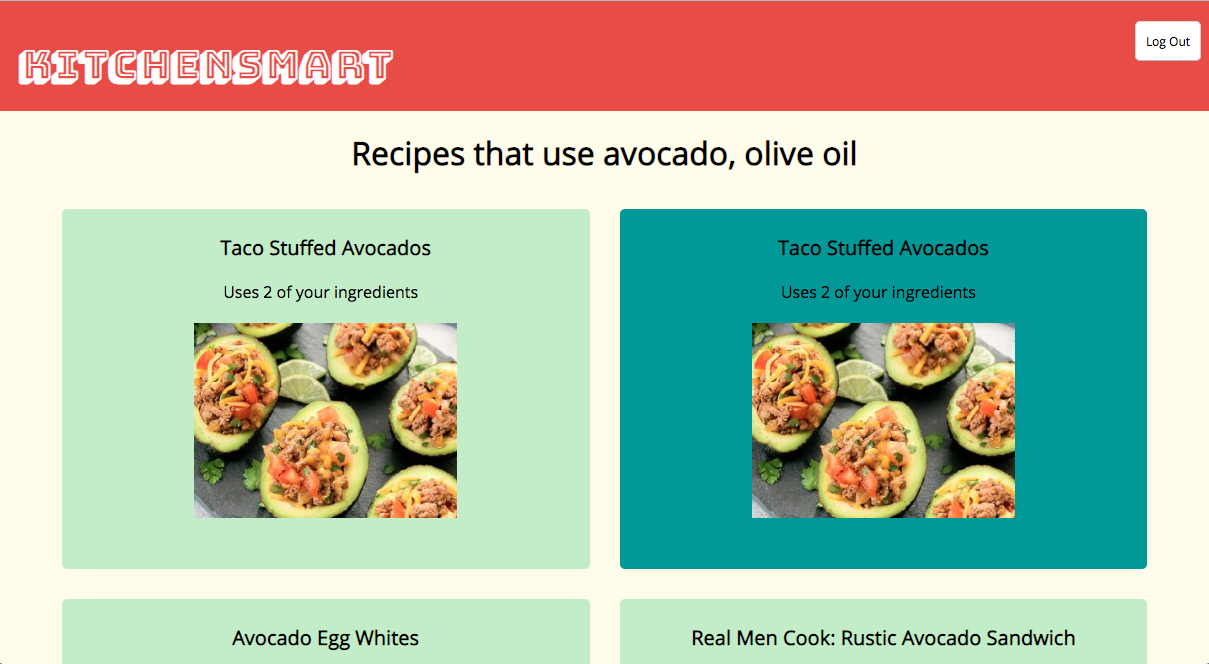 KITCHENSMART
Log Out
Recipes that use avocado, olive oil
Taco Stuffed Avocados
Uses 2 of your ingredients
Taco Stuffed Avocados
Uses 2 of your ingredients
Avocado Egg Whites
Real Men Cook: Rustic Avocado Sandwich